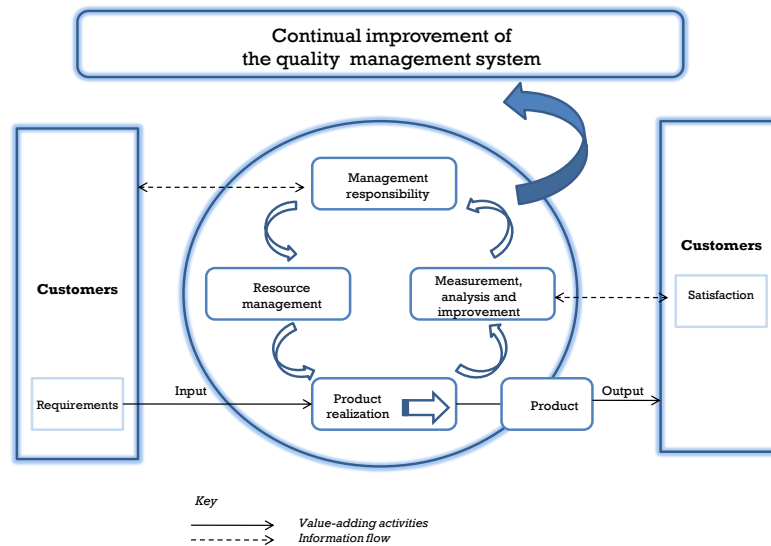 Continual improvement of
the quality management system
Management
responsibility
Customers
Customers
Resource
management
Measurement,
analysis and
improvement
Satisfaction
Requirements
Input
Product
realization
Product
Output
Key
Value-adding activities
Information flow